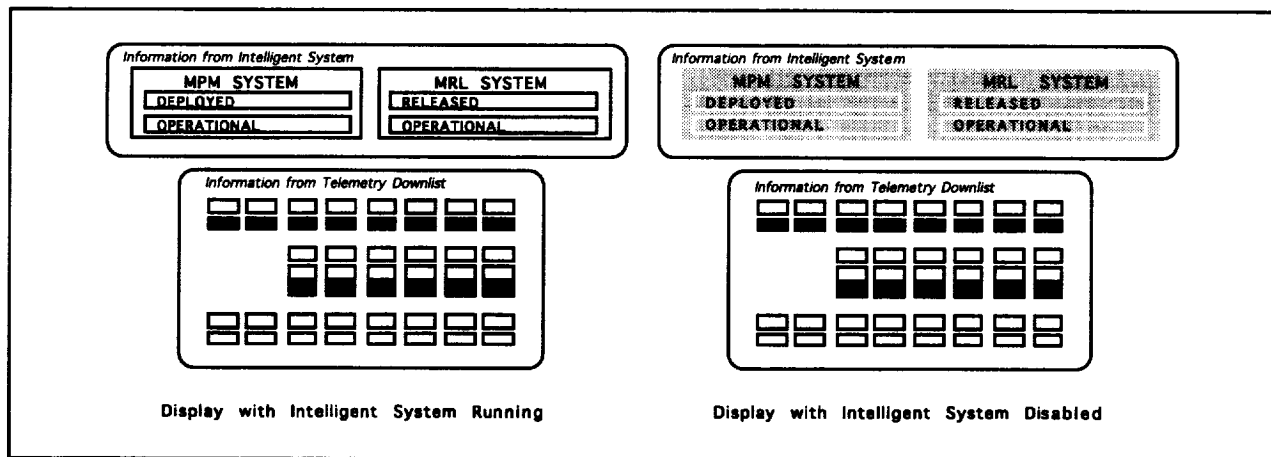 Information from Intelligent System
MPM SYSTEM
DEPLOYED
OPERATIONAL
MRL SYSTEM
RELEASED
OPERATIONAL
Information from Telemetry Downlist
Display with Intelligent System Running
Information from Intelligent System
MPM SYSTEM
DEPLOYED
OPERATIONAL
MRL SYSTEM
RELEASED
OPERATIONAL
Information from Telemetry Downlist
Display with Intelligent System Disabled